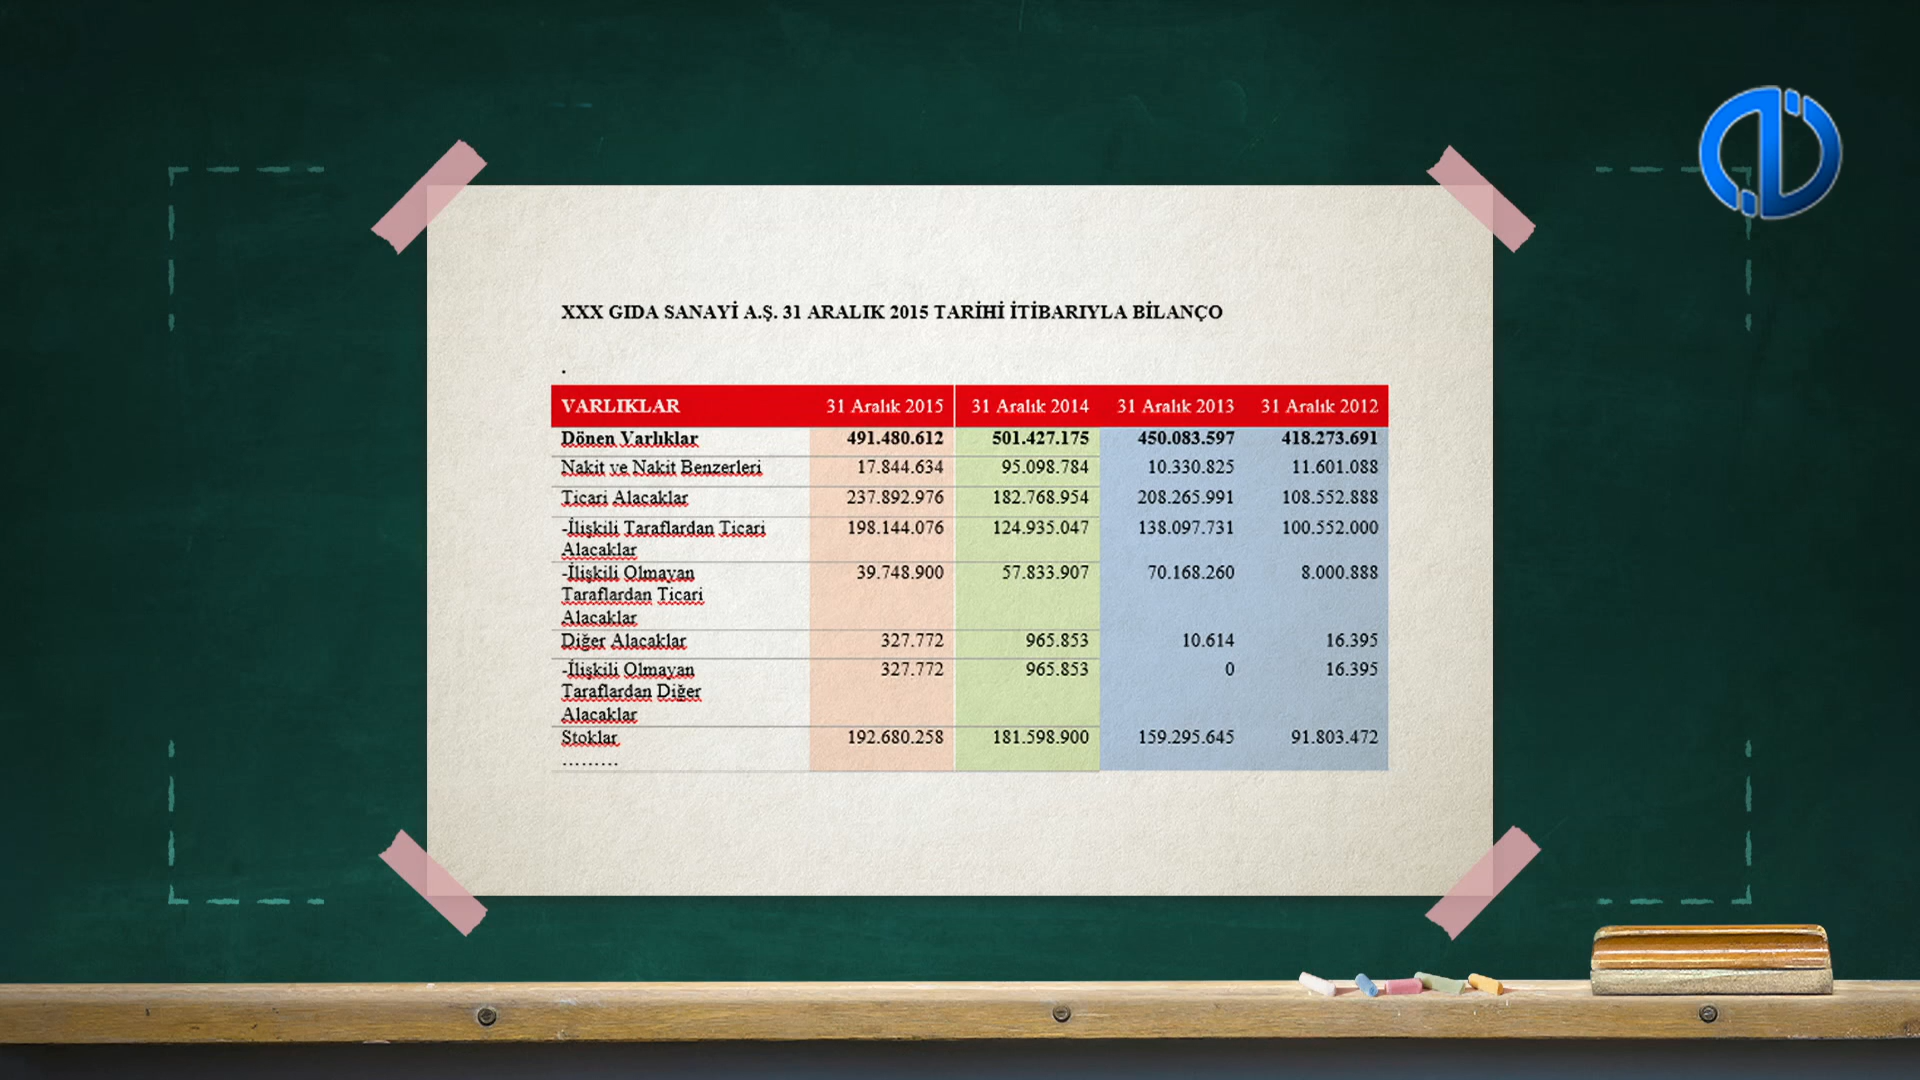 XXX GIDA SANAYİ A.Ş. 31 ARALIK 2015 TARİHİ İTİBARIYLA BİLANÇO
.
VARLIKLAR 31 Aralık 2015 31 Aralık 2014 31 Aralık 2013 31 Aralık 2012
Dönen Varlıklar 491.480.612 501.427.175 450.083.597 418.273.691
Nakit ve Nakit Benzerleri 17.844.634 95.098.784 10.330.825 11.601.088
Ticari Alacaklar 237.892.976 182.768.954 208.265.991 108.552.888
-İlişkili Taraflardan Ticari 198.144.076 124.935.047 138.097.731 100.552.000
Alacaklar
-İlişkili Olmayan 39.748.900 57.833.907 70.168.260 8.000.888
Taraflardan Ticari
Alacaklar
Diğer Alacaklar 327.772 965.853 10.614 16.395
-İlişkili Olmayan 327.772 965.853 0 16.395
Taraflardan Diğer
Alacaklar
Stoklar 192.680.258 181.598.900 159.295.645 91.803.472
………